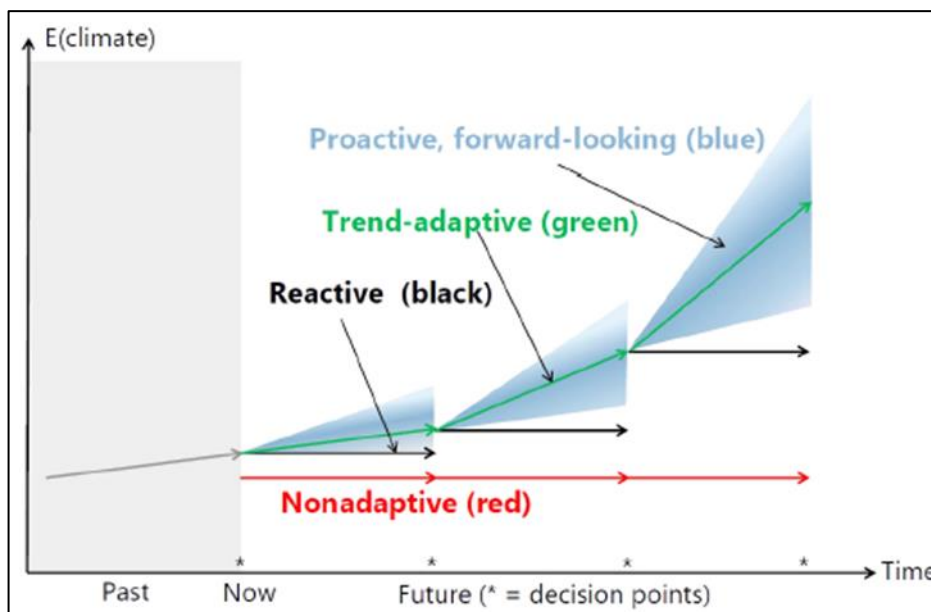 E(climate)
Proactive, forward-looking (blue)
Trend-adaptive (green)
Reactive (black)
Nonadaptive (red)
* * * *
Time
Past Now Future (* = decision points)